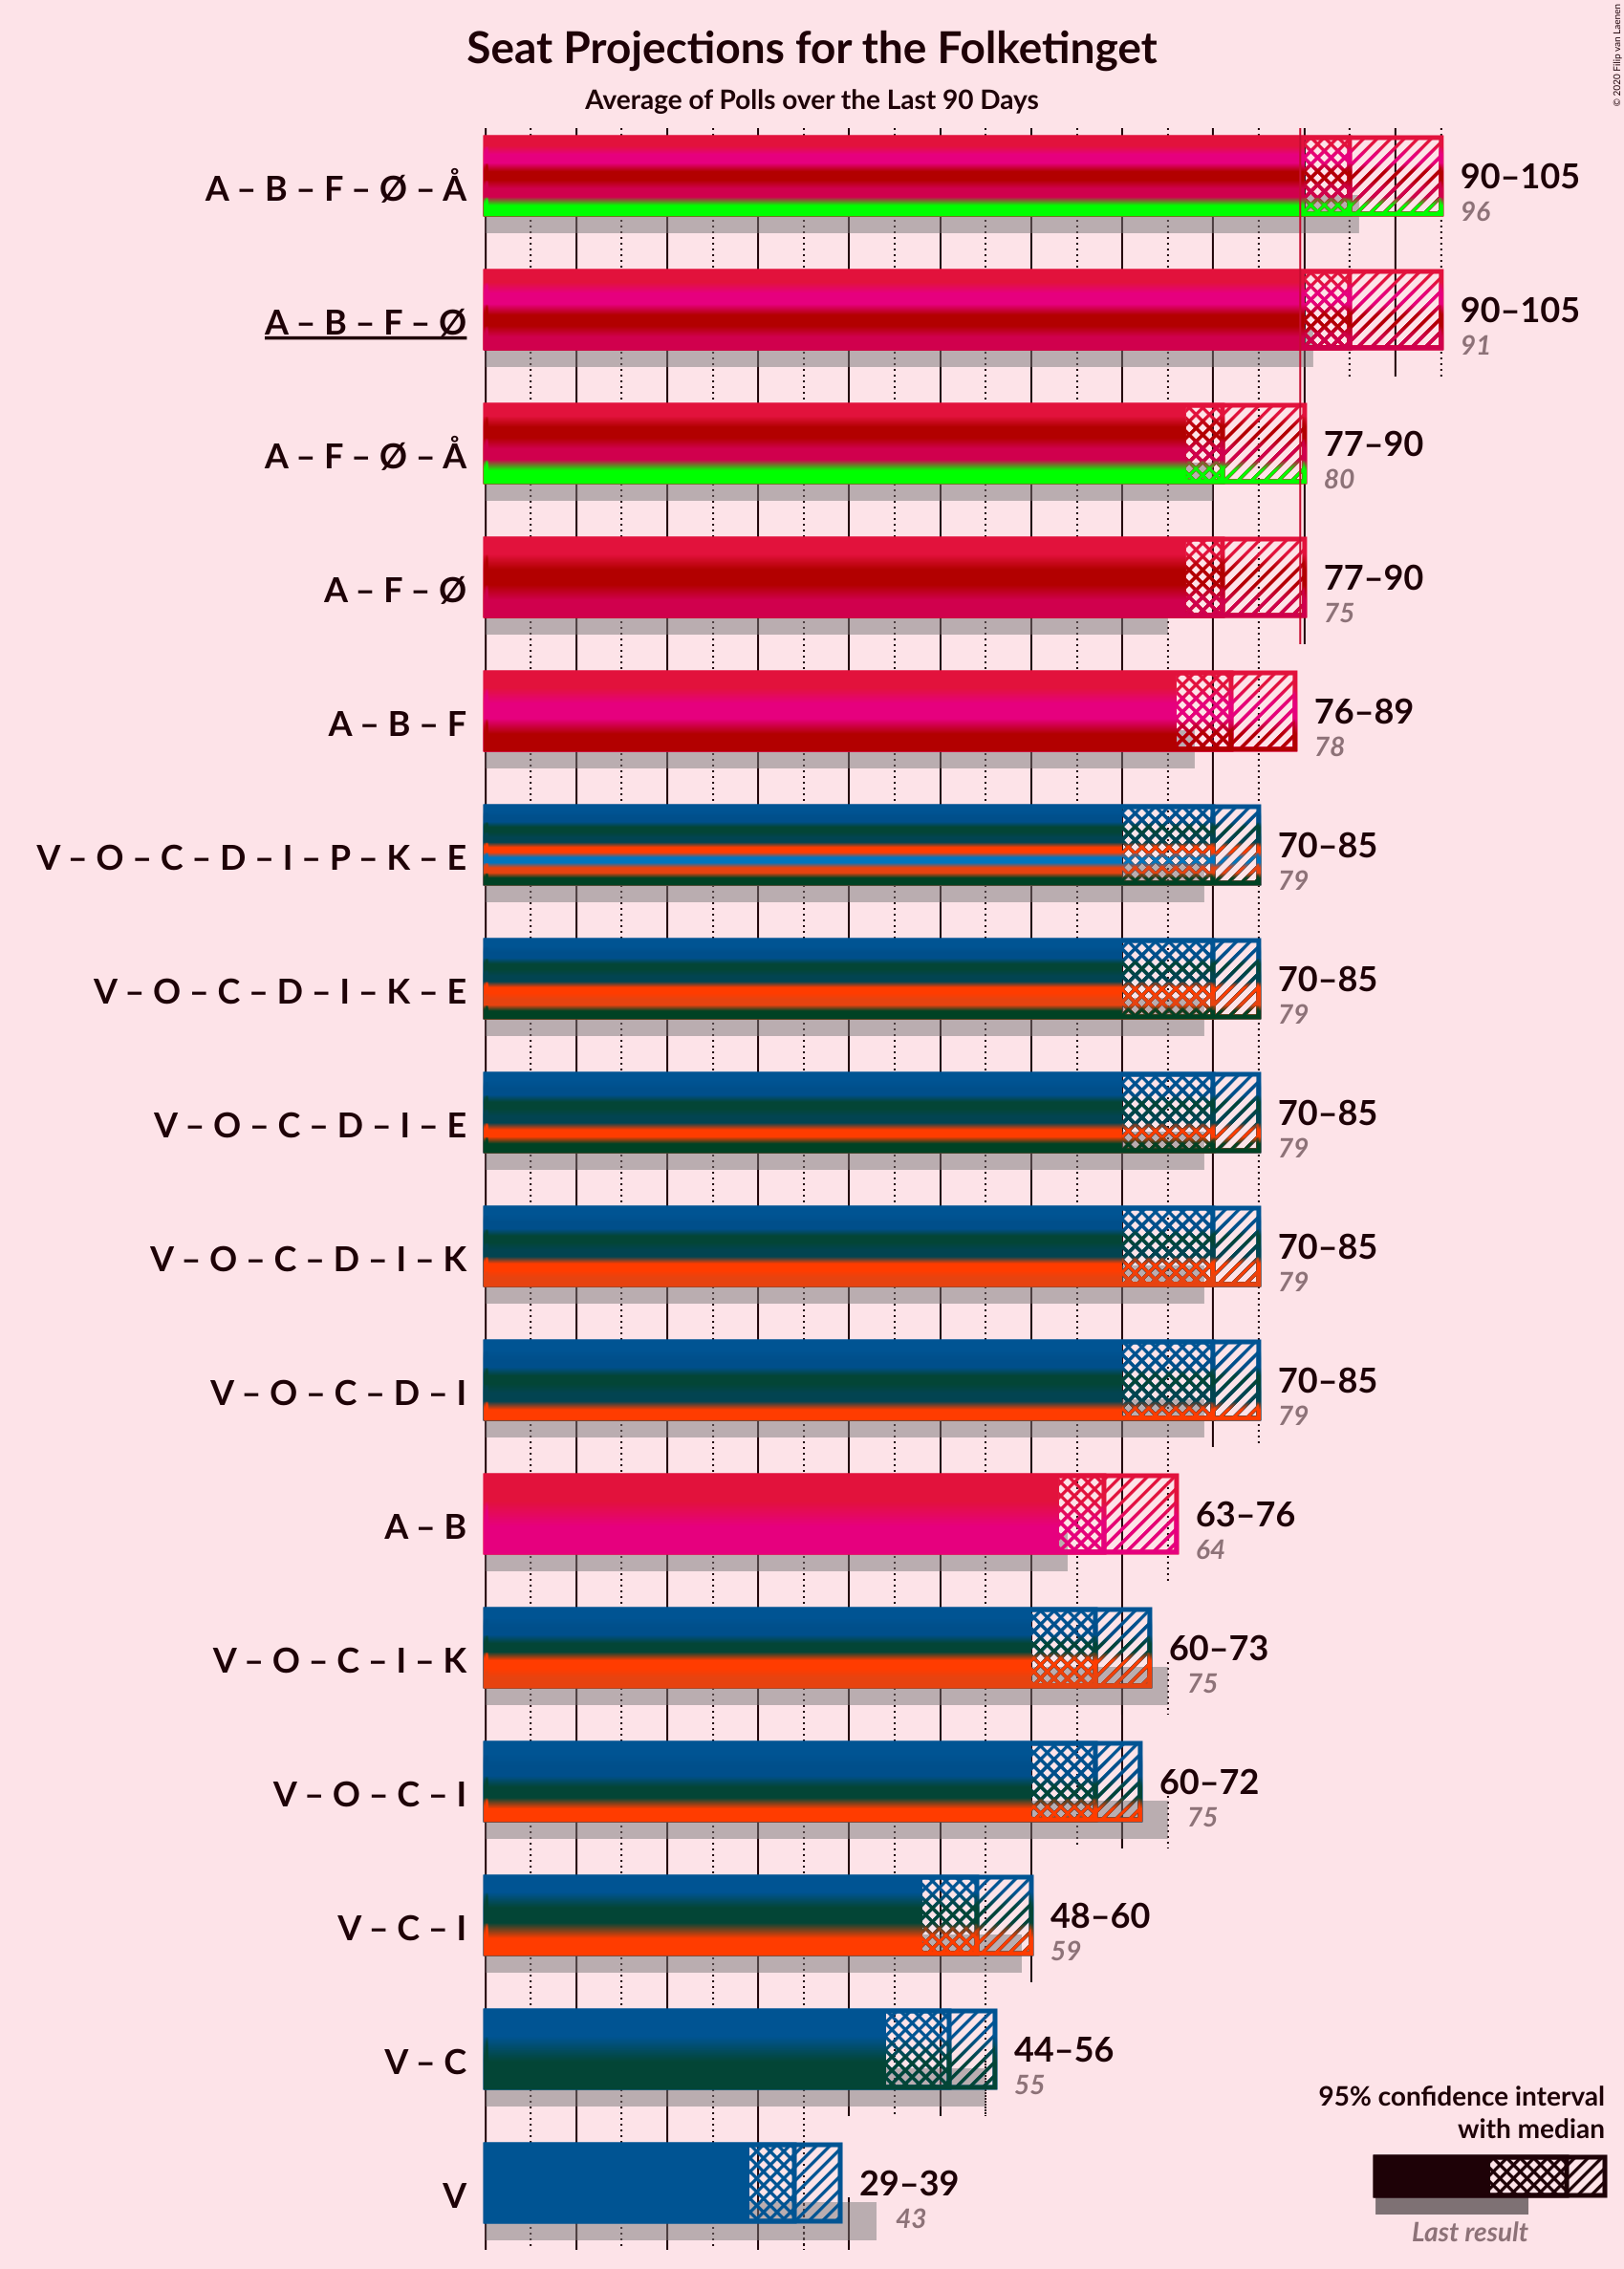 © 2020 Filip van Laenen
Seat Projections for the Folketinget
Average of Polls over the Last 90 Days
A – B – F – Ø – Å
90–105
96
A – B – F – Ø
90–105
91
A – F – Ø – Å
77–90
80
A – F – Ø
77–90
75
A – B – F
76–89
78
V – O – C – D – I – P – K – E
70–85
79
V – O – C – D – I – K – E
70–85
79
V – O – C – D – I – E
70–85
79
V – O – C – D – I – K
70–85
79
V – O – C – D – I
70–85
79
A – B
63–76
64
V – O – C – I – K
60–73
75
V – O – C – I
60–72
75
V – C – I
48–60
59
V – C
44–56
55
V
29–39
43
95% confidence interval
with median
Last result